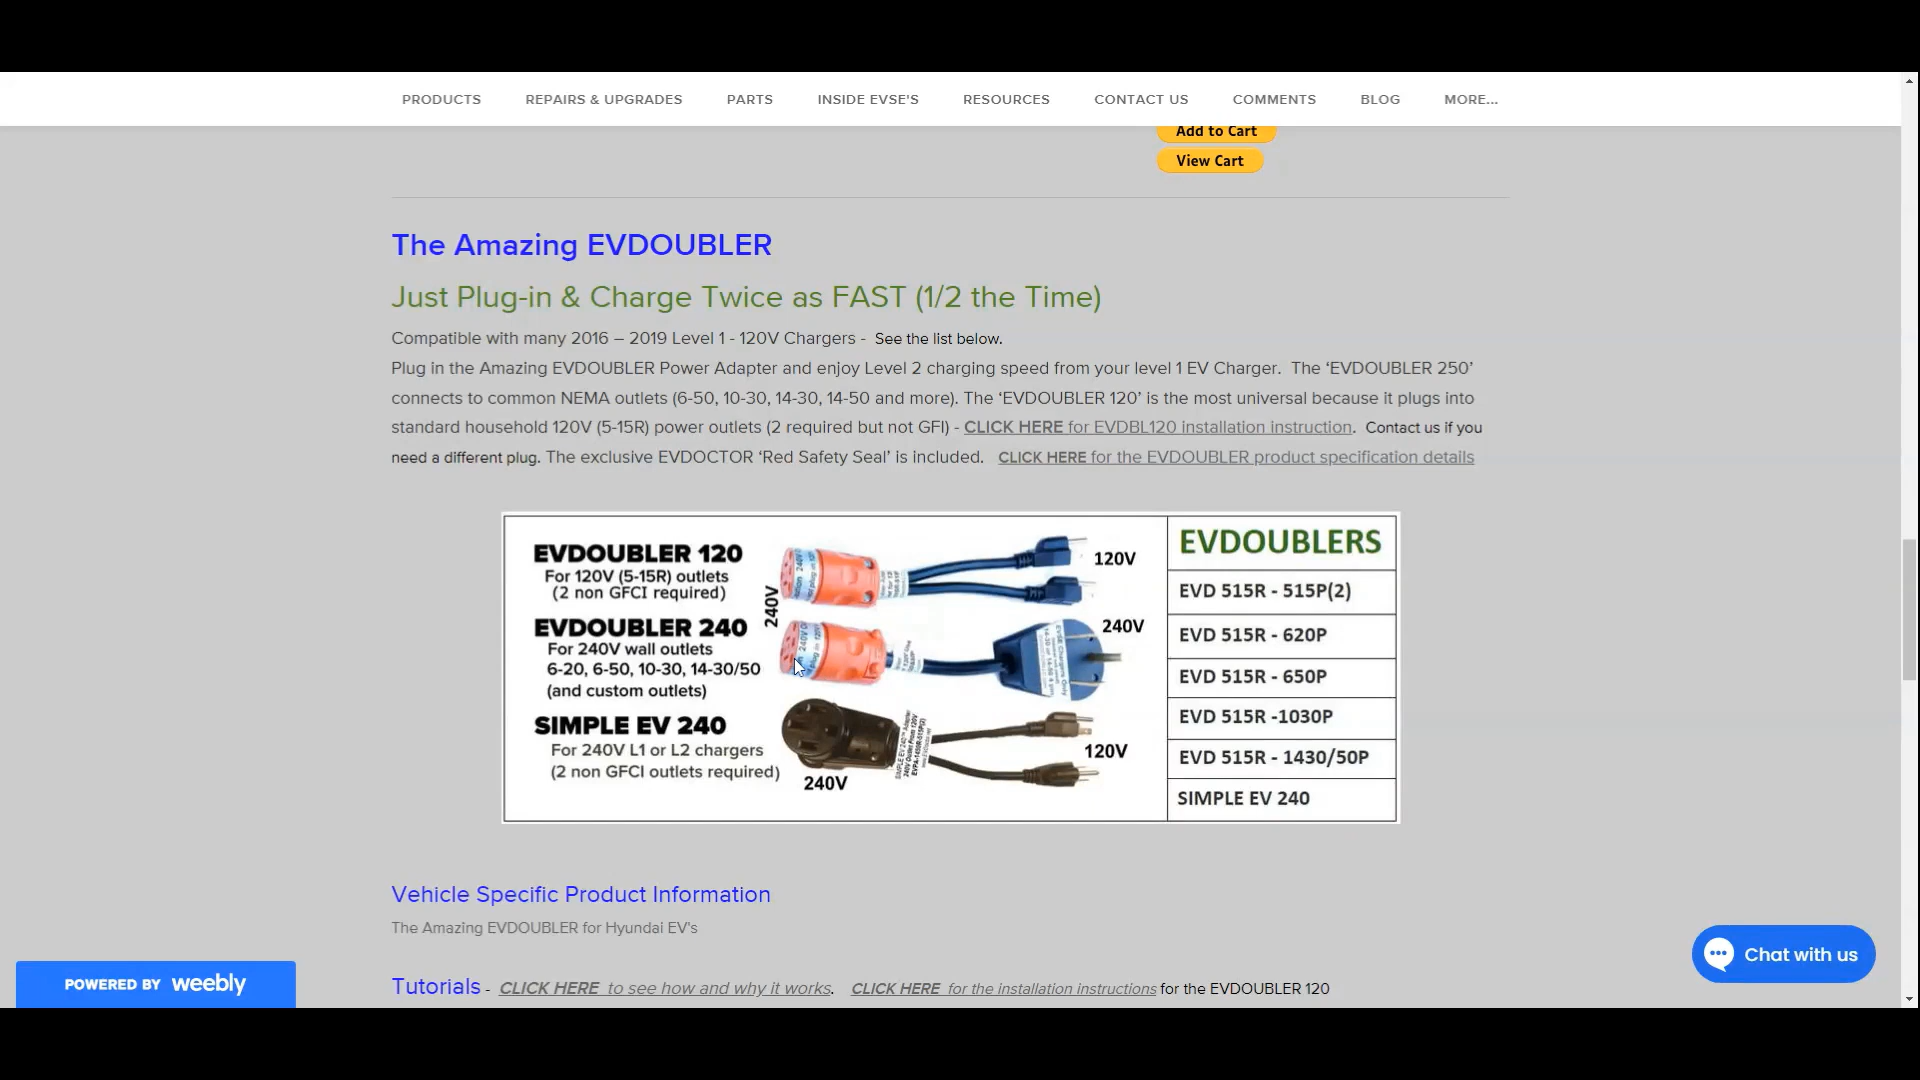 PRODUCTS REPAIRS & UPGRADES PARTS INSIDE EVSE'S RESOURCES CONTACT US COMMENTS BLOG MORE...
Add to Cart
View Cart
The Amazing EVDOUBLER
Just Plug-in & Charge Twice as FAST (1/2 the Time)
Compatible with many 2016 – 2019 Level 1 - 120V Chargers - See the list below.
Plug in the Amazing EVDOUBLER Power Adapter and enjoy Level 2 charging speed from your level 1 EV Charger. The ‘EVDOUBLER 250’
connects to common NEMA outlets (6-50, 10-30, 14-30, 14-50 and more). The ‘EVDOUBLER 120’ is the most universal because it plugs into
standard household 120V (5-15R) power outlets (2 required but not GFI) - CLICK HERE for EVDBL120 installation instruction. Contact us if you
need a different plug. The exclusive EVDOCTOR ‘Red Safety Seal’ is included. CLICK HERE for the EVDOUBLER product specification details
EVDOUBLER 120
For 120V (5-15R) outlets
(2 non GFCI required)
240V
120V
EVDOUBLER 240
For 240V wall outlets
6-20, 6-50, 10-30, 14-30/50
(and custom outlets)
240V
SIMPLE EV 240
For 240V L1 or L2 chargers
(2 non GFCI outlets required)
240V
120V
EVDOUBLERS
EVD 515R - 515P(2)
EVD 515R - 620P
EVD 515R - 650P
EVD 515R -1030P
EVD 515R - 1430/50P
SIMPLE EV 240
Vehicle Specific Product Information
The Amazing EVDOUBLER for Hyundai EV's
Tutorials - CLICK HERE to see how and why it works. CLICK HERE for the installation instructions for the EVDOUBLER 120
POWERED BY weebly
Chat with us